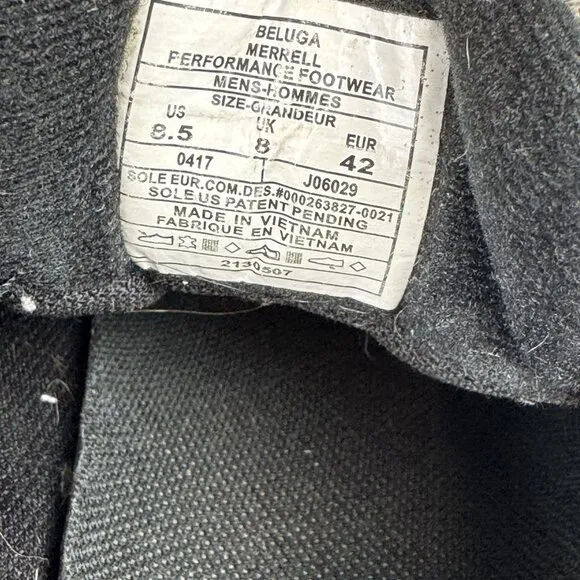 BELUGA
MERRELL
PERFORMANCE FOOTWEAR
MENS-HOMMES
SIZE-GRANDEUR
US UK EUR
8.5 8 42
0417 T J06029
SOLE EUR.COM.DES.#000263827-0021
SOLE US PATENT PENDING
MADE IN VIETNAM
FABRIQUE EN VIETNAM
2130507